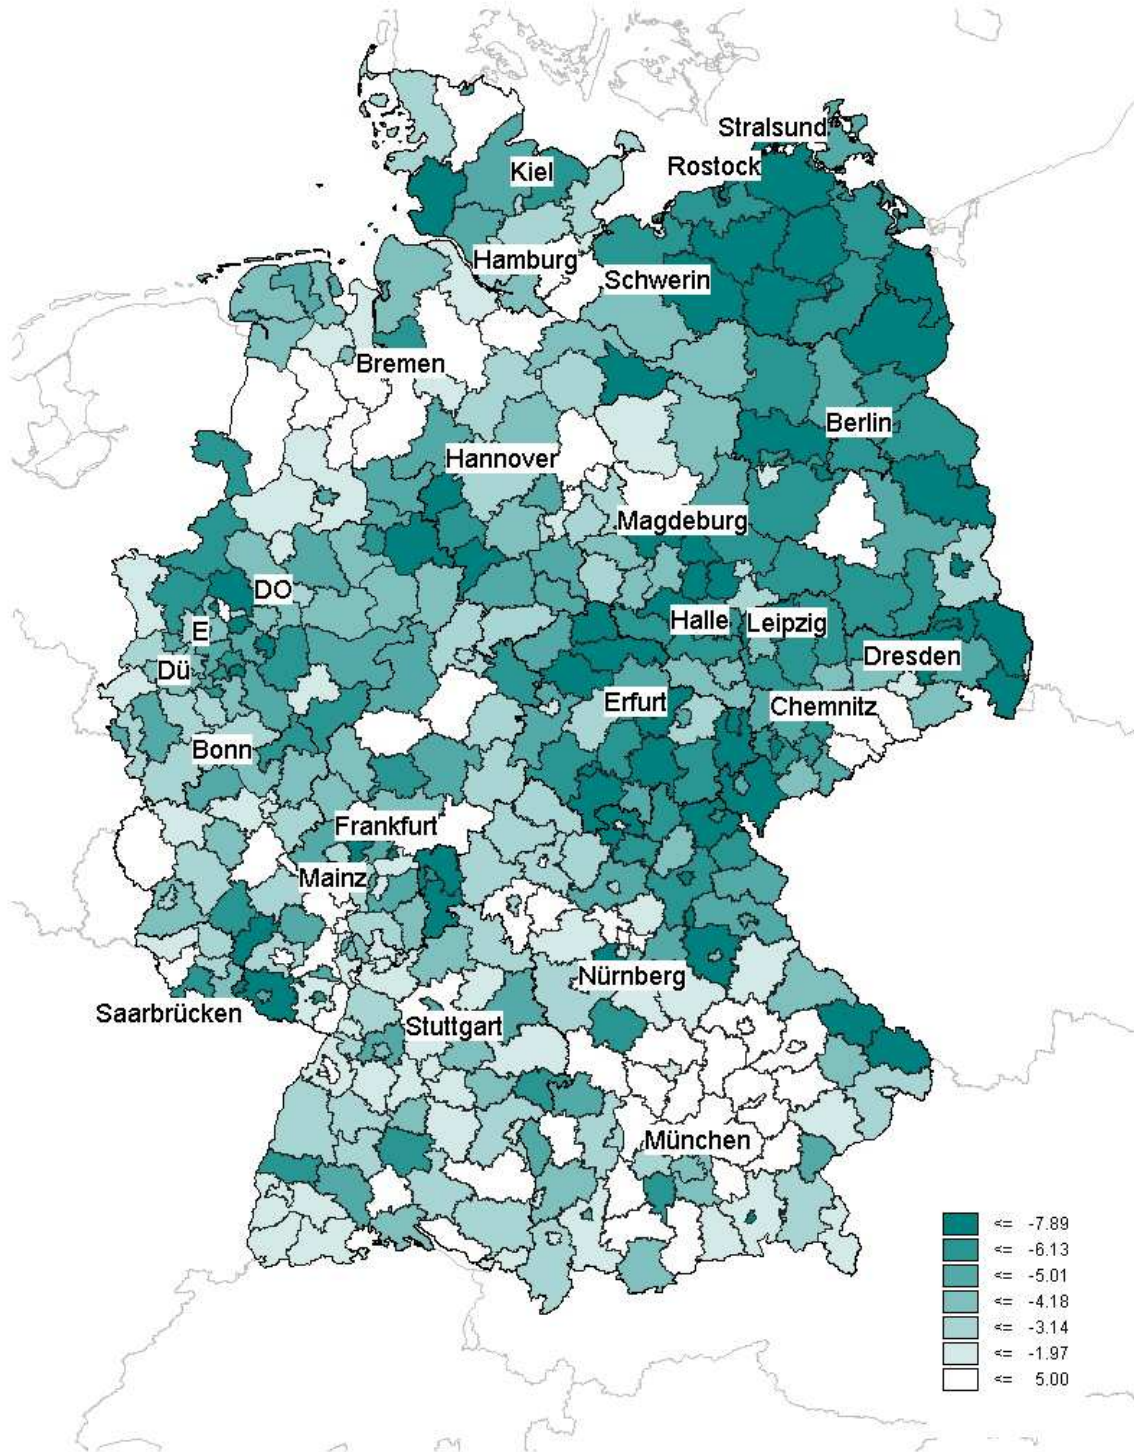 Stralsund
Rostock
Kiel
Hamburg
Schwerin
Bremen
Berlin
Hannover
Magdeburg
DO
E
Halle
Leipzig
Dü
Dresden
Erfurt
Chemnitz
Bonn
Frankfurt
Mainz
Nürnberg
Saarbrücken
Stuttgart
München
<= -7.89
<= -6.13
<= -5.01
<= -4.18
<= -3.14
<= -1.97
<= 5.00